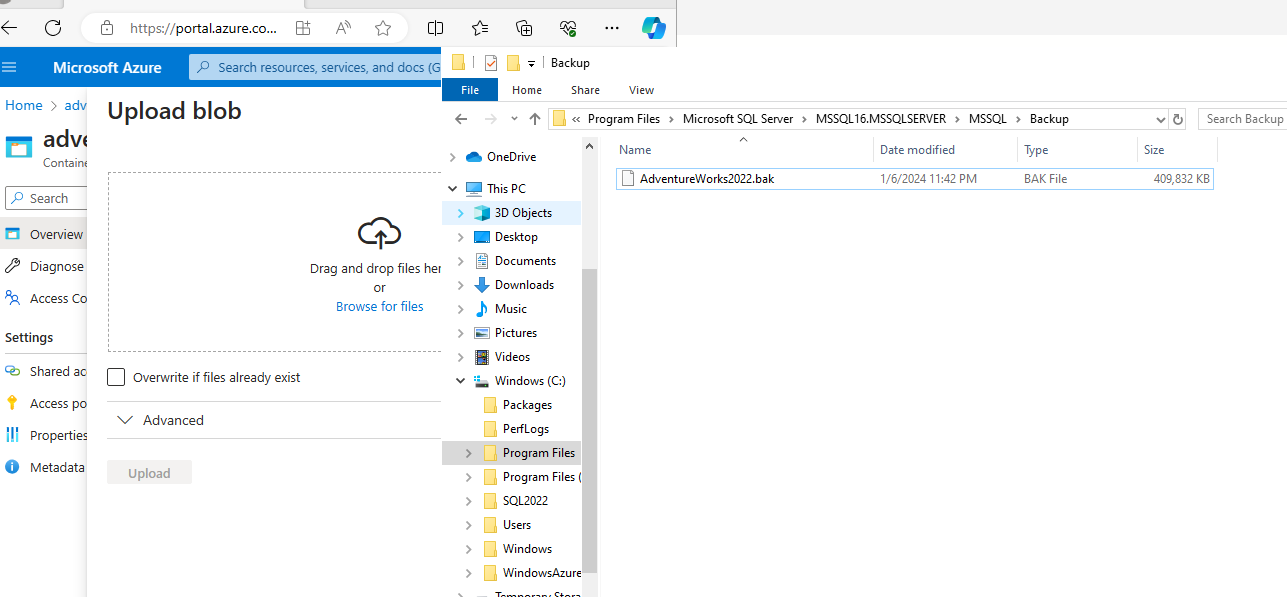 https://portal.azure.co...
Microsoft Azure
Search resources, services, and docs (G
Home > adv
adve
Containe
Search
Overview
Diagnose
Access Co
Settings
Shared ac
Access po
Properties
Metadata
Upload blob
Drag and drop files her
or
Browse for files
Overwrite if files already exist
Advanced
Upload
Backup
File Home Share View
« Program Files > Microsoft SQL Server > MSSQL16.MSSQLSERVER > MSSQL > Backup
Search Backup
OneDrive
This PC
3D Objects
Desktop
Documents
Downloads
Music
Pictures
Videos
Windows (C:)
Packages
PerfLogs
Program Files
Program Files (
SQL2022
Users
Windows
WindowsAzure
Temporary Stora
Name Date modified Type Size
AdventureWorks2022.bak 1/6/2024 11:42 PM BAK File 409,832 KB